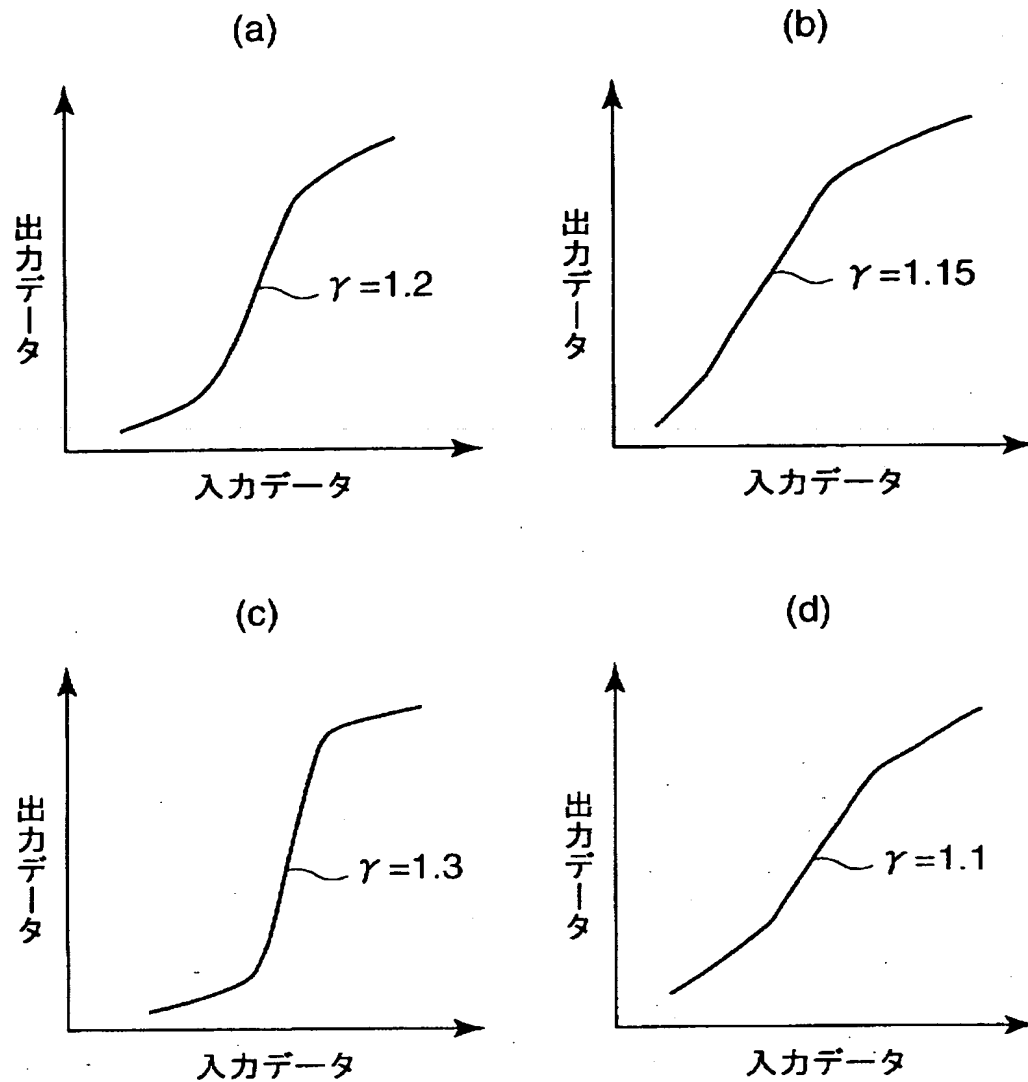 (a)
出力データ
γ=1.2
入力データ
(b)
出力データ
γ=1.15
入力データ
(c)
出力データ
γ=1.3
入力データ
(d)
出力データ
γ=1.1
入力データ